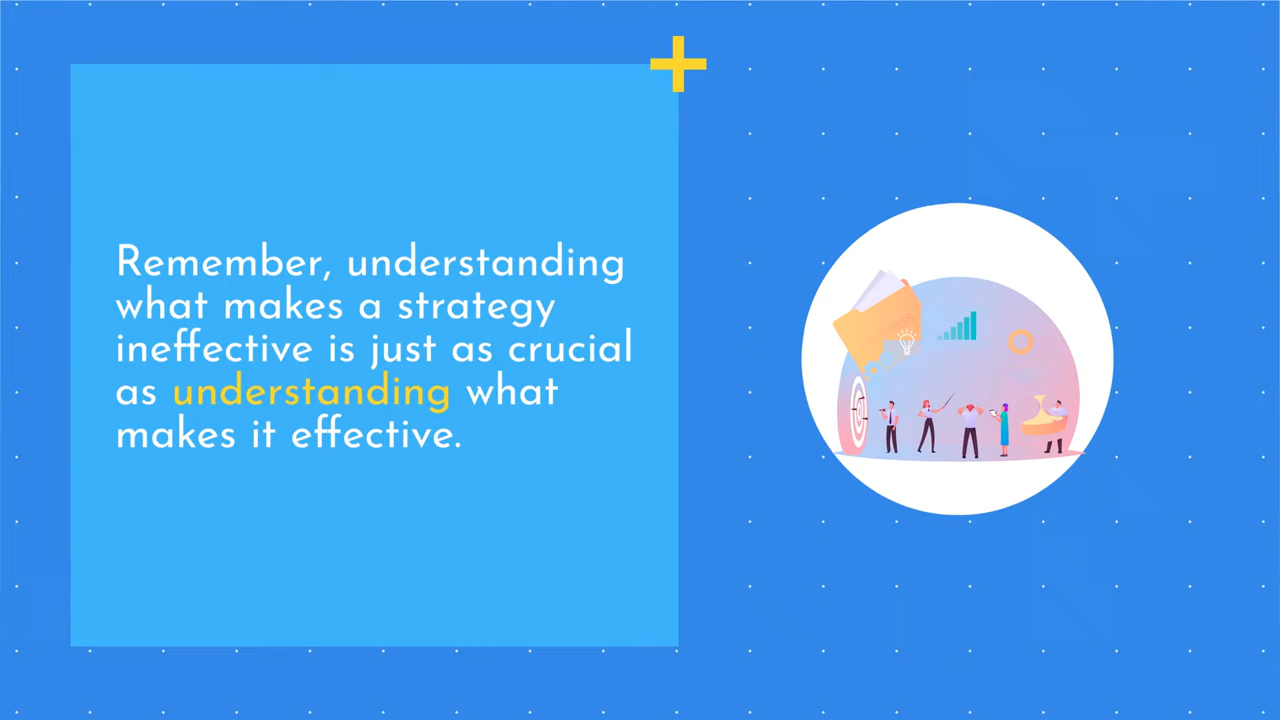 Remember, understanding
what makes a strategy
ineffective is just as crucial
as understanding what
makes it effective.